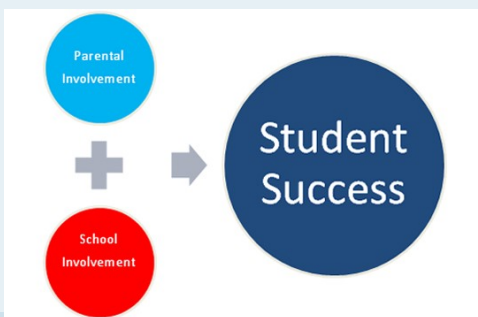 Parental
Involvement
School
Involvement
Student
Success